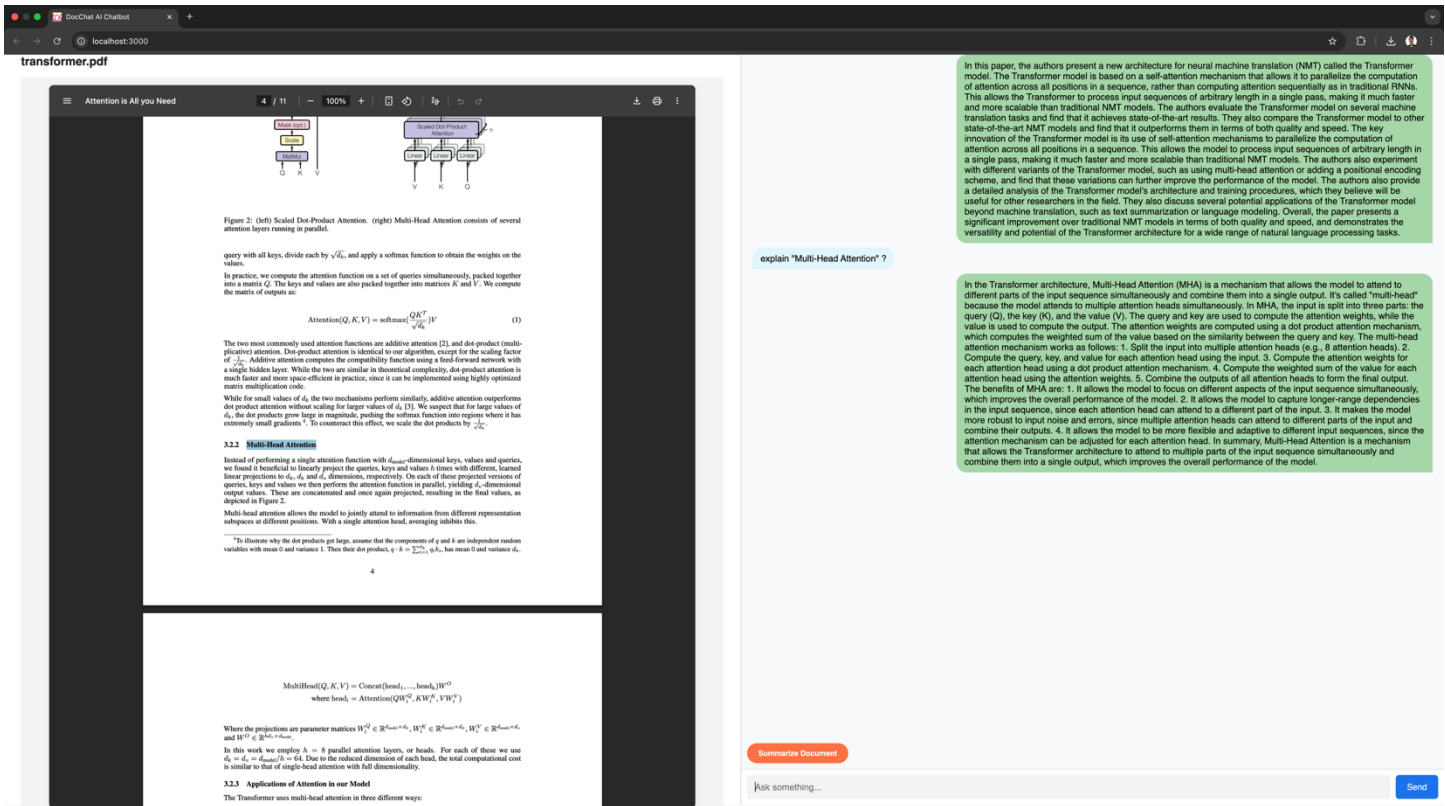 DocChat AI Chatbot
localhost:3000
transformer.pdf
Attention is All you Need
4 / 11
100%
Mask (opt.)
Scale
MatMul
Q K V
Scaled Dot-Product
Attention
h
Linear Linear Linear
V K Q
Figure 2: (left) Scaled Dot-Product Attention. (right) Multi-Head Attention consists of several
attention layers running in parallel.
query with all keys, divide each by √dk, and apply a softmax function to obtain the weights on the
values.
In practice, we compute the attention function on a set of queries simultaneously, packed together
into a matrix Q. The keys and values are also packed together into matrices K and V. We compute
the matrix of outputs as:
Attention(Q, K, V) = softmax(QK^T/√dk)V (1)
The two most commonly used attention functions are additive attention [2], and dot-product (multi-
plicative) attention. Dot-product attention is identical to our algorithm, except for the scaling factor
of 1/√dk. Additive attention computes the compatibility function using a feed-forward network with
a single hidden layer. While the two are similar in theoretical complexity, dot-product attention is
much faster and more space-efficient in practice, since it can be implemented using highly optimized
matrix multiplication code.
While for small values of dk the two mechanisms perform similarly, additive attention outperforms
dot product attention without scaling for larger values of dk [3]. We suspect that for large values of
dk, the dot products grow large in magnitude, pushing the softmax function into regions where it has
extremely small gradients 4. To counteract this effect, we scale the dot products by 1/√dk.
3.2.2 Multi-Head Attention
Instead of performing a single attention function with dmodel-dimensional keys, values and queries,
we found it beneficial to linearly project the queries, keys and values h times with different, learned
linear projections to dk, dk and dv dimensions, respectively. On each of these projected versions of
queries, keys and values we then perform the attention function in parallel, yielding dv-dimensional
output values. These are concatenated and once again projected, resulting in the final values, as
depicted in Figure 2.
Multi-head attention allows the model to jointly attend to information from different representation
subspaces at different positions. With a single attention head, averaging inhibits this.
4To illustrate why the dot products get large, assume that the components of q and k are independent random
variables with mean 0 and variance 1. Then their dot product, q · k = ∑_{i=1}^{dk} qiki, has mean 0 and variance dk.
4
MultiHead(Q, K, V) = Concat(head1, ..., headh)W^O
where headi = Attention(QWi^Q, KWi^K, VWi^V)
Where the projections are parameter matrices Wi^Q ∈ ℝ^{dmodel×dk}, Wi^K ∈ ℝ^{dmodel×dk}, Wi^V ∈ ℝ^{dmodel×dv}
and W^O ∈ ℝ^{hdv×dmodel}.
In this work we employ h = 8 parallel attention layers, or heads. For each of these we use
dk = dv = dmodel/h = 64. Due to the reduced dimension of each head, the total computational cost
is similar to that of single-head attention with full dimensionality.
3.2.3 Applications of Attention in our Model
The Transformer uses multi-head attention in three different ways:
In this paper, the authors present a new architecture for neural machine translation (NMT) called the Transformer
model. The Transformer model is based on a self-attention mechanism that allows it to parallelize the computation
of attention across all positions in a sequence, rather than computing attention sequentially as in traditional RNNs.
This allows the Transformer to process input sequences of arbitrary length in a single pass, making it much faster
and more scalable than traditional NMT models. The authors evaluate the Transformer model on several machine
translation tasks and find that it achieves state-of-the-art results. They also compare the Transformer model to other
state-of-the-art NMT models and find that it outperforms them in terms of both quality and speed. The key
innovation of the Transformer model is its use of self-attention mechanisms to parallelize the computation of
attention across all positions in a sequence. This allows the model to process input sequences of arbitrary length in
a single pass, making it much faster and more scalable than traditional NMT models. The authors also experiment
with different variants of the Transformer model, such as using multi-head attention or adding a positional encoding
scheme, and find that these variations can further improve the performance of the model. The authors also provide
a detailed analysis of the Transformer model's architecture and training procedures, which they believe will be
useful for other researchers in the field. They also discuss several potential applications of the Transformer model
beyond machine translation, such as text summarization or language modeling. Overall, the paper presents a
significant improvement over traditional NMT models in terms of both quality and speed, and demonstrates the
versatility and potential of the Transformer architecture for a wide range of natural language processing tasks.
explain "Multi-Head Attention" ?
In the Transformer architecture, Multi-Head Attention (MHA) is a mechanism that allows the model to attend to
different parts of the input sequence simultaneously and combine them into a single output. It's called "multi-head"
because the model attends to multiple attention heads simultaneously. In MHA, the input is split into three parts: the
query (Q), the key (K), and the value (V). The query and key are used to compute the attention weights, while the
value is used to compute the output. The attention weights are computed using a dot product attention mechanism,
which computes the weighted sum of the value based on the similarity between the query and key. The multi-head
attention mechanism works as follows: 1. Split the input into multiple attention heads (e.g., 8 attention heads). 2.
Compute the query, key, and value for each attention head using the input. 3. Compute the attention weights for
each attention head using a dot product attention mechanism. 4. Compute the weighted sum of the value for each
attention head using the attention weights. 5. Combine the outputs of all attention heads to form the final output.
The benefits of MHA are: 1. It allows the model to focus on different aspects of the input sequence simultaneously,
which improves the overall performance of the model. 2. It allows the model to capture longer-range dependencies
in the input sequence, since each attention head can attend to a different part of the input. 3. It makes the model
more robust to input noise and errors, since multiple attention heads can attend to different parts of the input and
combine their outputs. 4. It allows the model to be more flexible and adaptive to different input sequences, since the
attention mechanism can be adjusted for each attention head. In summary, Multi-Head Attention is a mechanism
that allows the Transformer architecture to attend to multiple parts of the input sequence simultaneously and
combine them into a single output, which improves the overall performance of the model.
Summarize Document
Ask something...
Send